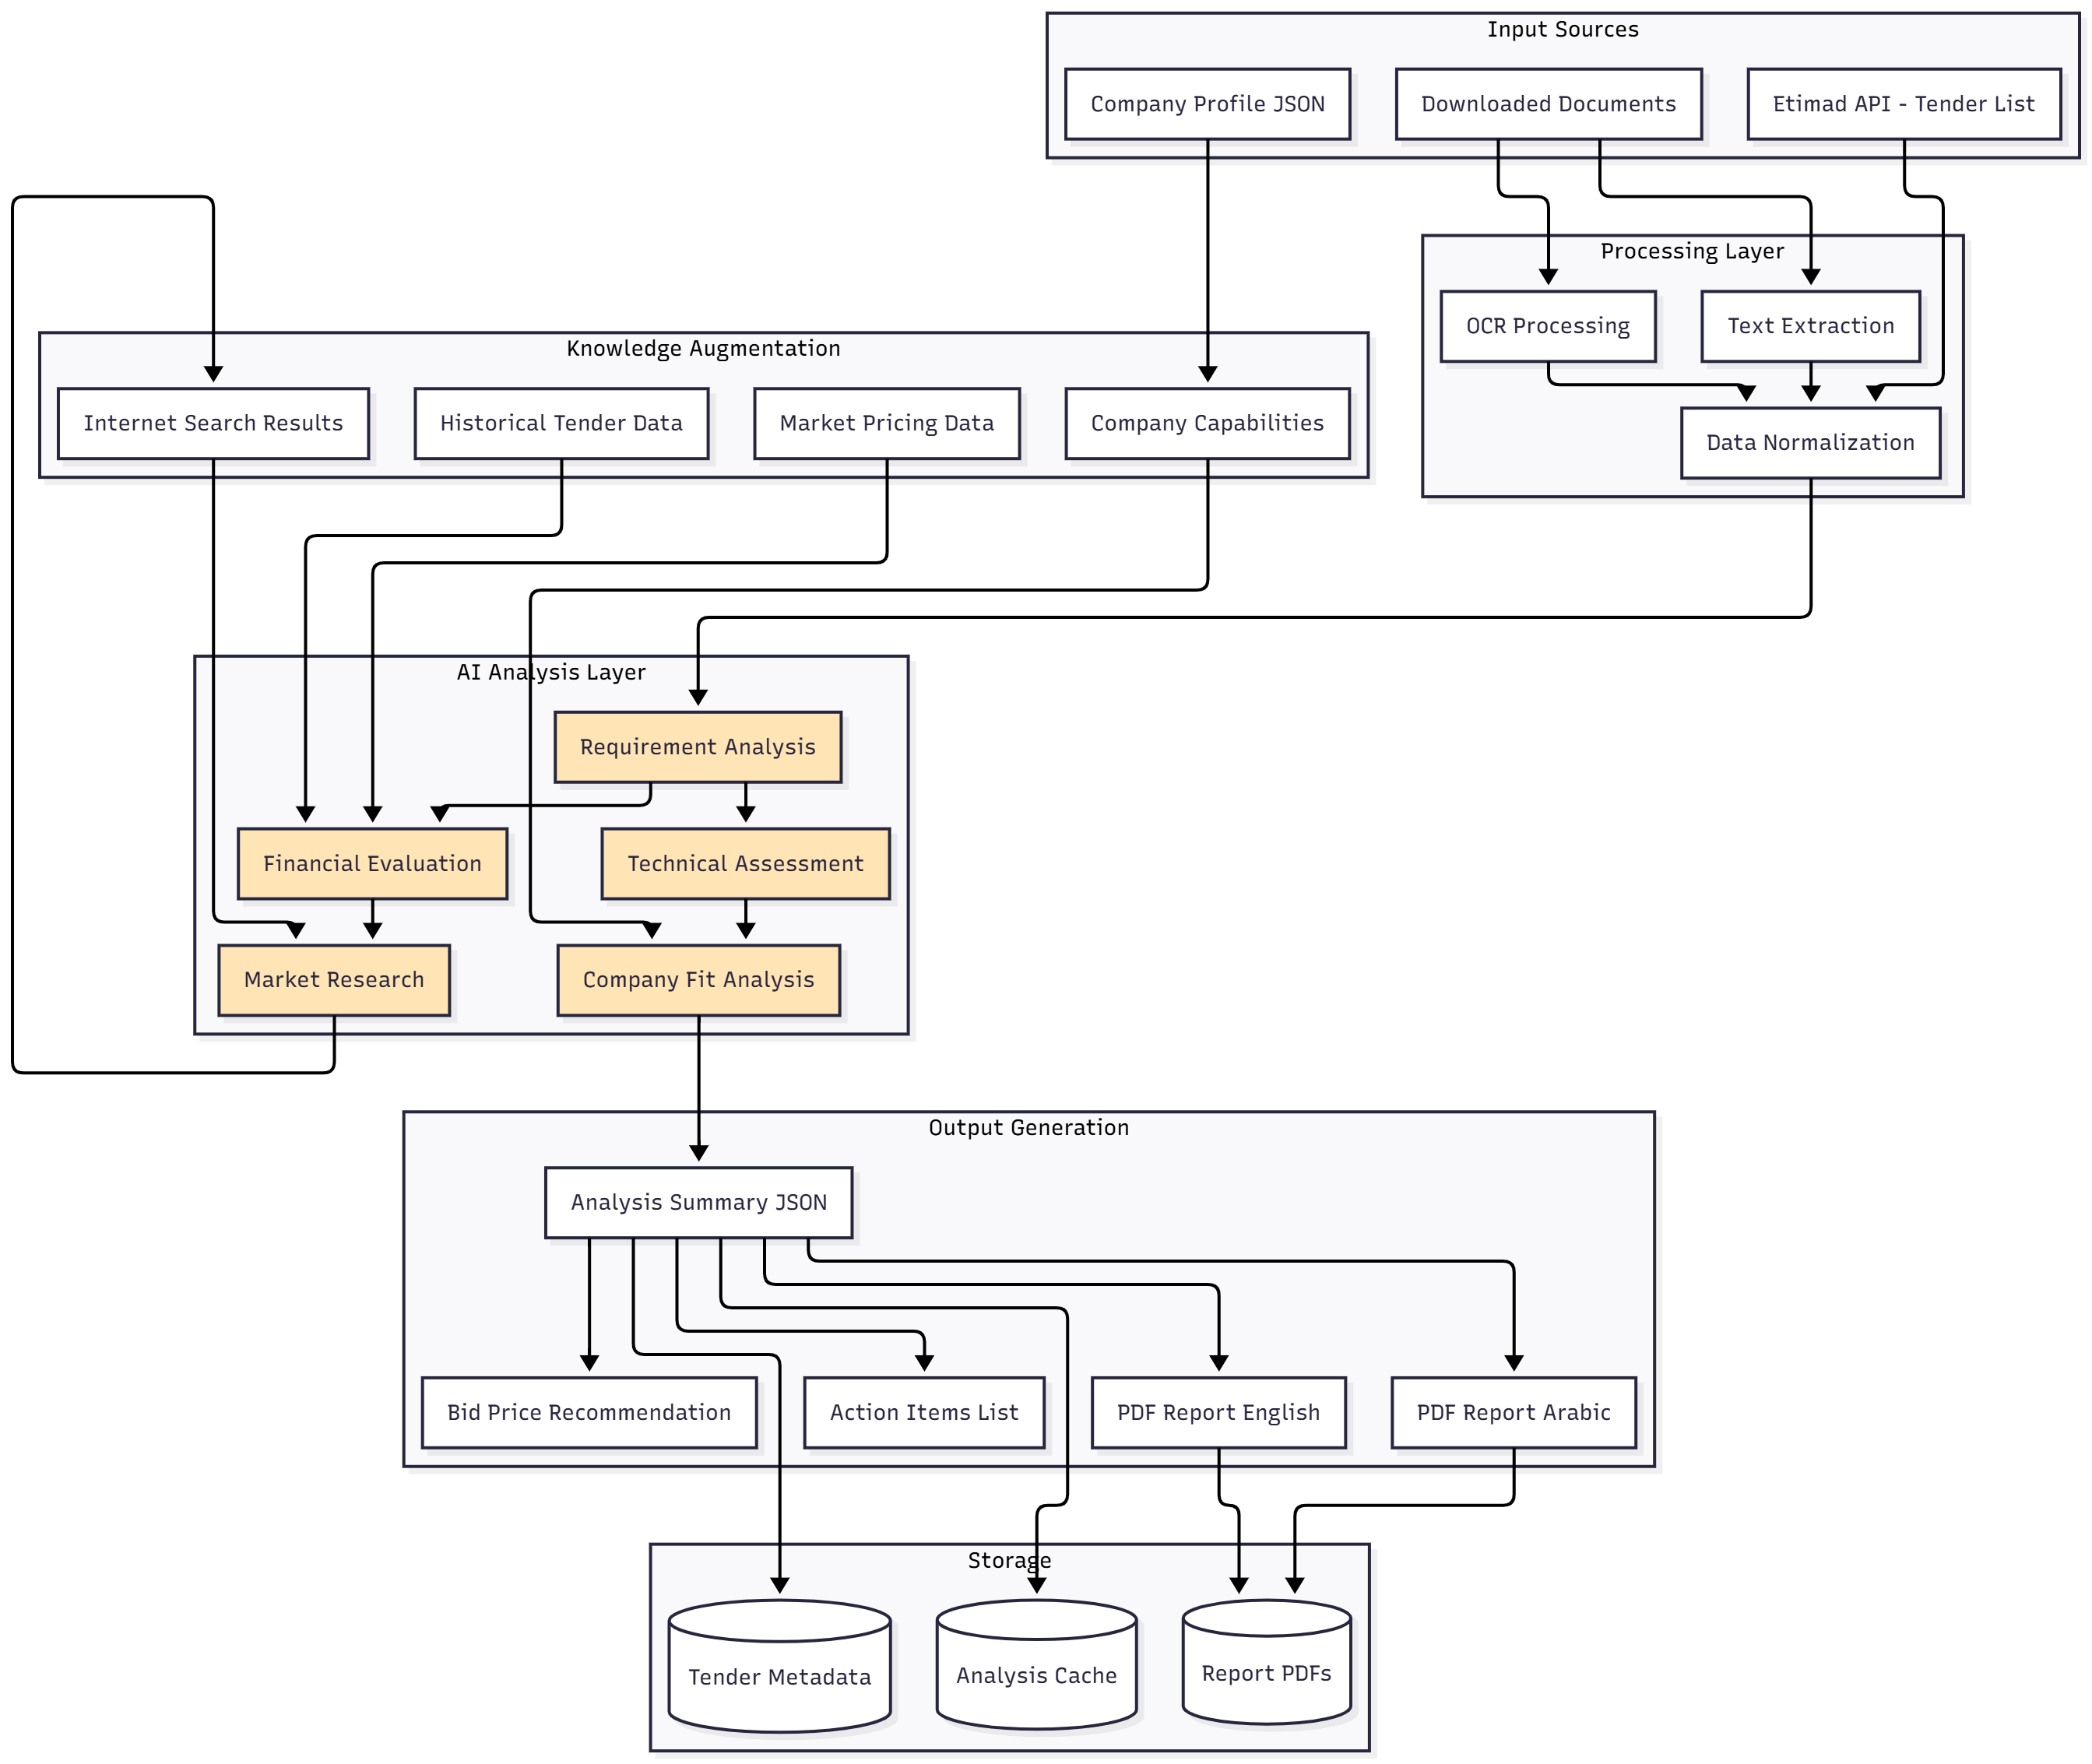 Input Sources
Company Profile JSON
Downloaded Documents
Etimad API - Tender List
Processing Layer
OCR Processing
Text Extraction
Data Normalization
Knowledge Augmentation
Internet Search Results
Historical Tender Data
Market Pricing Data
Company Capabilities
AI Analysis Layer
Requirement Analysis
Financial Evaluation
Technical Assessment
Market Research
Company Fit Analysis
Output Generation
Analysis Summary JSON
Bid Price Recommendation
Action Items List
PDF Report English
PDF Report Arabic
Storage
Tender Metadata
Analysis Cache
Report PDFs